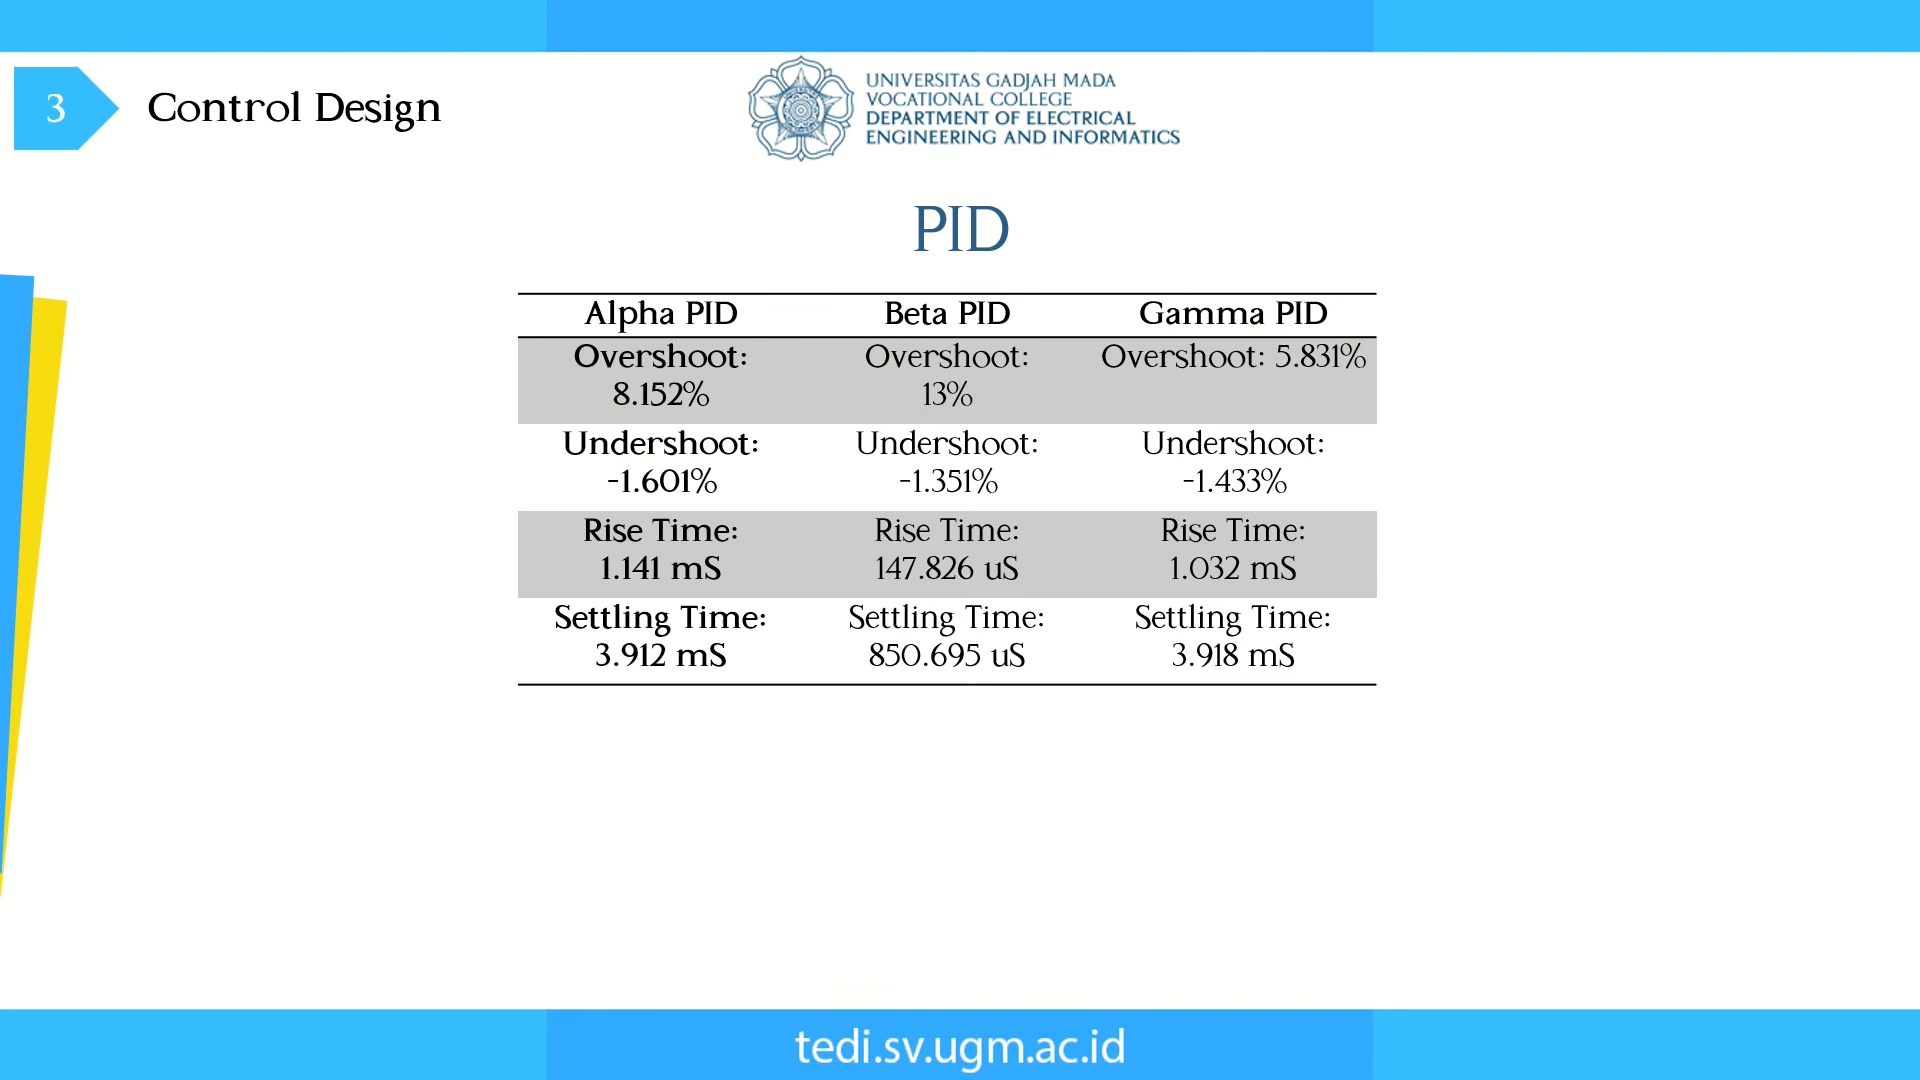 3
Control Design
UNIVERSITAS GADJAH MADA
VOCATIONAL COLLEGE
DEPARTMENT OF ELECTRICAL
ENGINEERING AND INFORMATICS
PID
Alpha PID Beta PID Gamma PID
Overshoot: Overshoot: Overshoot: 5.831%
8.152% 13%
Undershoot: Undershoot: Undershoot:
-1.601% -1.351% -1.433%
Rise Time: Rise Time: Rise Time:
1.141 mS 147.826 uS 1.032 mS
Settling Time: Settling Time: Settling Time:
3.912 mS 850.695 uS 3.918 mS
tedi.sv.ugm.ac.id